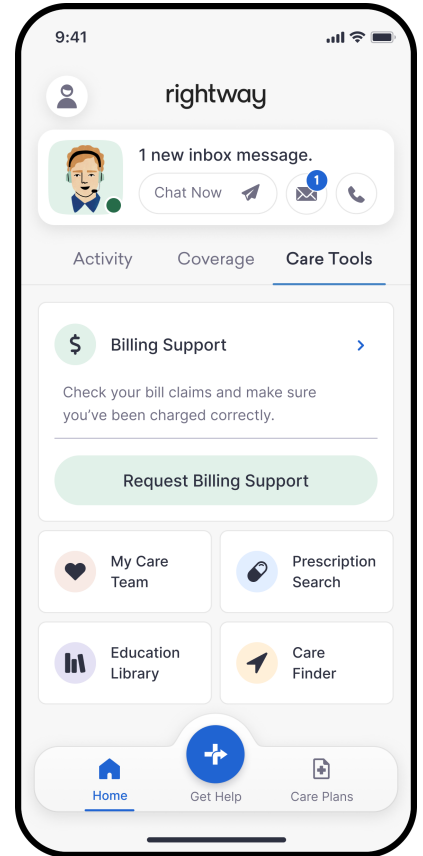 9:41
rightway
1 new inbox message.
Chat Now
1
Activity Coverage Care Tools
$
Billing Support
Check your bill claims and make sure
you've been charged correctly.
Request Billing Support
My Care
Team
Prescription
Search
Education
Library
Care
Finder
Home
Get Help
Care Plans